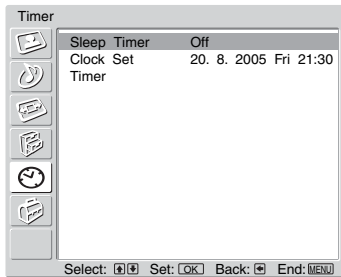 Timer
Sleep Timer Off
Clock Set 20. 8. 2005 Fri 21:30
Timer
Select: Set: OK Back: End: MENU